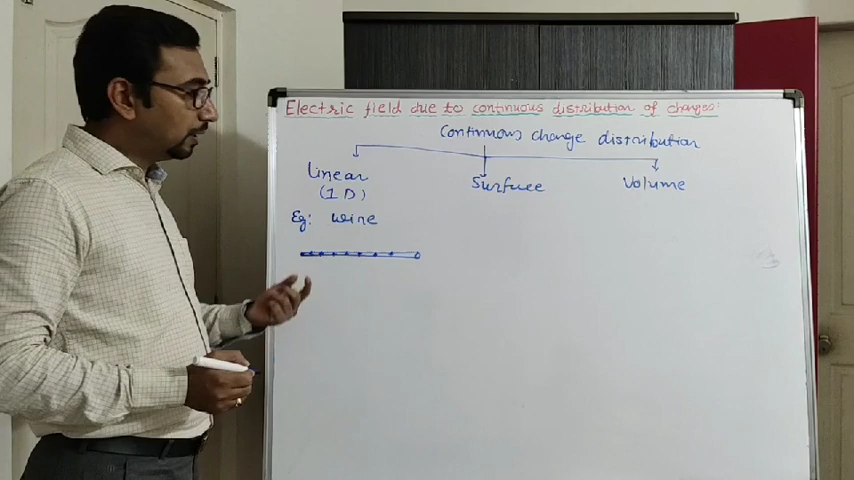 Electric field due to continuous distribution of charges:
Continuous charge distribution
Linear
Surface
Volume
(1 D)
Eg: wire